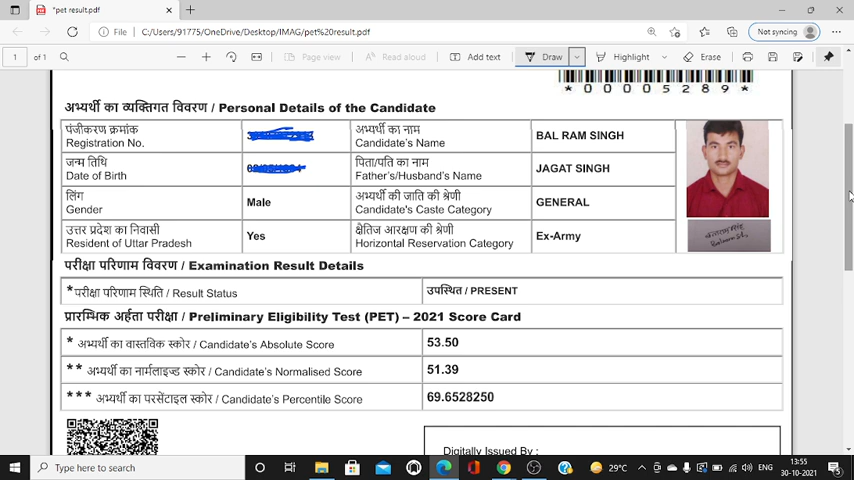 *pet result.pdf
File
C:/Users/91775/OneDrive/Desktop/IMAG/pet%20result.pdf
Not syncing
1 of 1
Page view
Read aloud
Add text
Draw
Highlight
Erase
*00005289*
अभ्यर्थी का व्यक्तिगत विवरण / Personal Details of the Candidate
पंजीकरण क्रमांक
Registration No.
अभ्यर्थी का नाम
Candidate's Name
BAL RAM SINGH
जन्म तिथि
Date of Birth
पिता/पति का नाम
Father's/Husband's Name
JAGAT SINGH
लिंग
Gender
Male
अभ्यर्थी की जाति की श्रेणी
Candidate's Caste Category
GENERAL
उत्तर प्रदेश का निवासी
Resident of Uttar Pradesh
Yes
क्षैतिज आरक्षण की श्रेणी
Horizontal Reservation Category
Ex-Army
परीक्षा परिणाम विवरण / Examination Result Details
*परीक्षा परिणाम स्थिति / Result Status
उपस्थित / PRESENT
प्रारम्भिक अर्हता परीक्षा / Preliminary Eligibility Test (PET) – 2021 Score Card
* अभ्यर्थी का वास्तविक स्कोर / Candidate's Absolute Score
53.50
** अभ्यर्थी का नार्मलाइज्ड स्कोर / Candidate's Normalised Score
51.39
*** अभ्यर्थी का परसेंटाइल स्कोर / Candidate's Percentile Score
69.6528250
Digitally Issued By :
Type here to search
29°C
ENG
13:55
30-10-2021
5